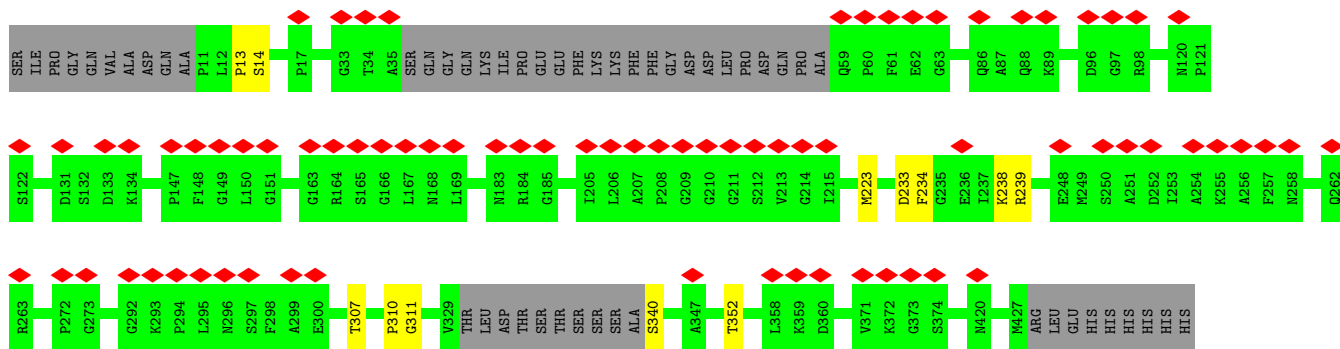 SER ILE PRO GLY GLN VAL ALA ASP GLN ALA P11 L12 P13 S14 P17 G33 T34 A35 SER GLN GLY GLN LYS ILE PRO GLU GLU PHE LYS LYS PHE PHE GLY ASP ASP LEU PRO ASP GLN PRO ALA Q59 P60 F61 E62 G63 Q86 A87 Q88 K89 D96 G97 R98 N120 P121
S122 D131 S132 D133 K134 P147 F148 G149 L150 G151 G163 R164 S165 G166 L167 N168 L169 N183 R184 G185 I205 L206 A207 P208 G209 G210 G211 S212 V213 G214 I215 M223 D233 F234 G235 E236 I237 K238 R239 E248 M249 S250 A251 D252 I253 A254 K255 A256 F257 N258 Q262
R263 P272 G273 G292 K293 P294 L295 N296 S297 F298 A299 E300 T307 P310 G311 V329 THR LEU ASP THR SER THR SER SER SER ALA S340 A347 T352 L358 K359 D360 V371 K372 G373 S374 N420 M427 ARG LEU GLU HIS HIS HIS HIS HIS HIS